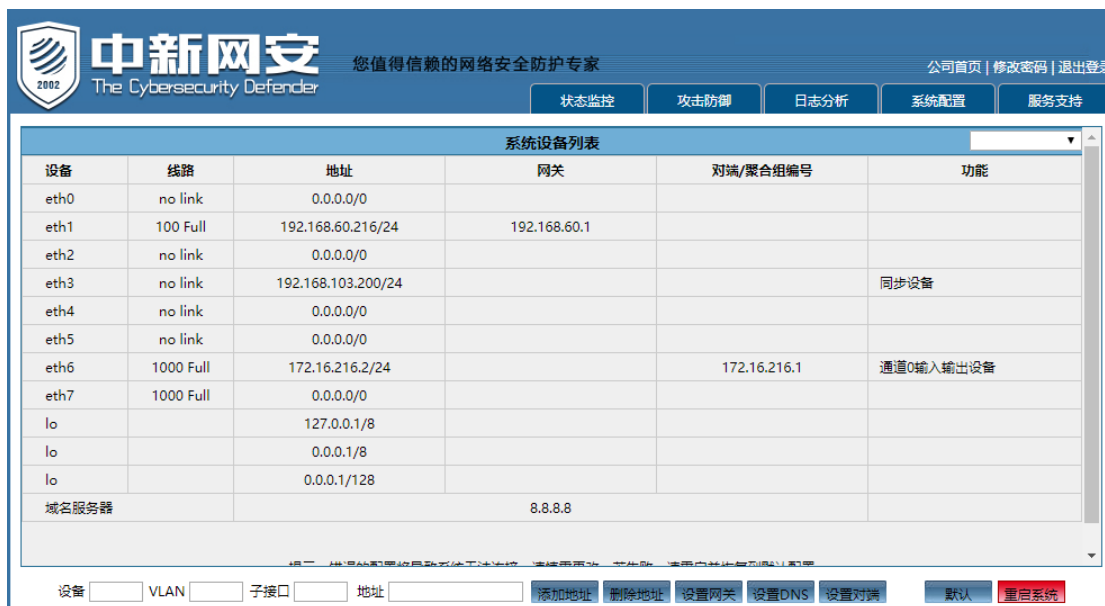 中新网安
2002
The Cybersecurity Defender
您值得信赖的网络安全防护专家
公司首页 | 修改密码 | 退出登录
状态监控 攻击防御 日志分析 系统配置 服务支持
系统设备列表
设备 线路 地址 网关 对端/聚合组编号 功能
eth0 no link 0.0.0.0/0
eth1 100 Full 192.168.60.216/24 192.168.60.1
eth2 no link 0.0.0.0/0
eth3 no link 192.168.103.200/24 同步设备
eth4 no link 0.0.0.0/0
eth5 no link 0.0.0.0/0
eth6 1000 Full 172.16.216.2/24 172.16.216.1 通道0输入输出设备
eth7 1000 Full 0.0.0.0/0
lo 127.0.0.1/8
lo 0.0.0.1/8
lo 0.0.0.1/128
域名服务器 8.8.8.8
设备 VLAN 子接口 地址 添加地址 删除地址 设置网关 设置DNS 设置对端 默认 重启系统